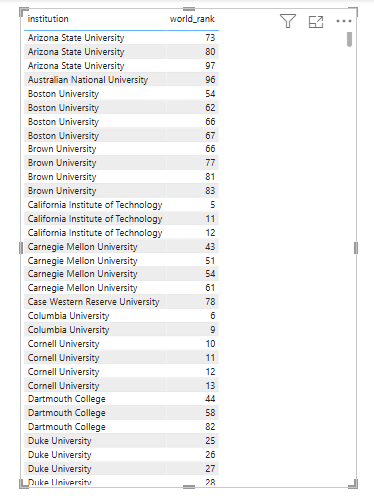 institution world_rank
Arizona State University 73
Arizona State University 80
Arizona State University 97
Australian National University 96
Boston University 54
Boston University 62
Boston University 66
Boston University 67
Brown University 66
Brown University 77
Brown University 81
Brown University 83
California Institute of Technology 5
California Institute of Technology 11
California Institute of Technology 12
Carnegie Mellon University 43
Carnegie Mellon University 51
Carnegie Mellon University 54
Carnegie Mellon University 61
Case Western Reserve University 78
Columbia University 6
Columbia University 9
Cornell University 10
Cornell University 11
Cornell University 12
Cornell University 13
Dartmouth College 44
Dartmouth College 58
Dartmouth College 82
Duke University 25
Duke University 26
Duke University 27
Duke University 28